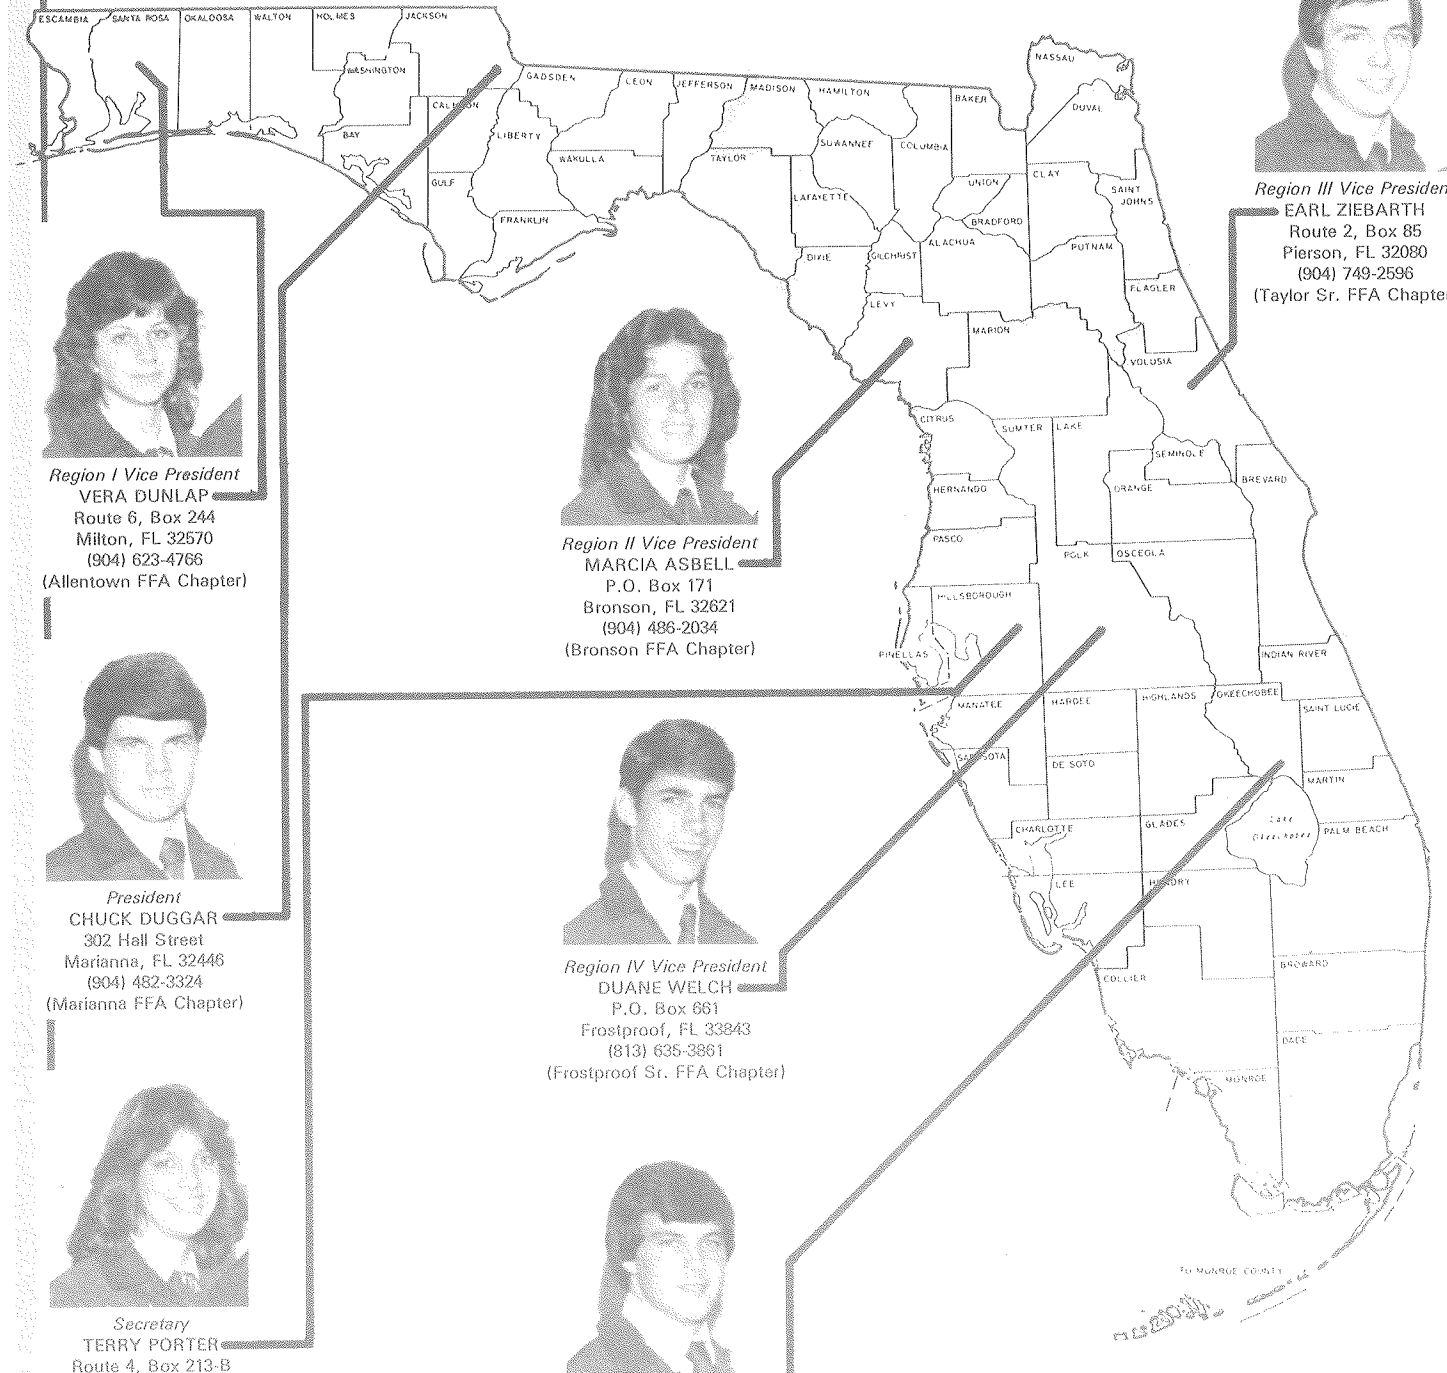 ESCAMBIA
SANTA ROSA
OKALOOSA
WALTON
HOLMES
JACKSON
WASHINGTON
GADSDEN
LEON
JEFFERSON
MADISON
HAMILTON
BAKER
NASSAU
DUVAL
BAY
LIBERTY
WAKULLA
TAYLOR
SUWANNEE
COLUMBIA
UNION
CLAY
SAINT
JOHNS
GULF
FRANKLIN
LAFAYETTE
BRADFORD
DIXIE
GILCHRIST
ALACHUA
PUTNAM
FLAGLER
LEVY
MARION
VOLUSIA
CITRUS
SUMTER
LAKE
SEMINOLE
HERNANDO
ORANGE
BREVARD
PASCO
POLK
OSCEOLA
HILLSBOROUGH
PINELLAS
INDIAN RIVER
MANATEE
HARDEE
HIGHLANDS
OKEECHOBEE
SAINT LUCIE
DE SOTO
MARTIN
CHARLOTTE
GLADES
Lake
Okeechobee
PALM BEACH
LEE
COLLIER
BROWARD
DADE
MONROE
TO MONROE COUNTY
Region III Vice Presiden
EARL ZIEBARTH
Route 2, Box 85
Pierson, FL 32080
(904) 749-2596
(Taylor Sr. FFA Chapte
Region I Vice President
VERA DUNLAP
Route 6, Box 244
Milton, FL 32570
(904) 623-4766
(Allentown FFA Chapter)
Region II Vice President
MARCIA ASBELL
P.O. Box 171
Bronson, FL 32621
(904) 486-2034
(Bronson FFA Chapter)
President
CHUCK DUGGAR
302 Hall Street
Marianna, FL 32446
(904) 482-3324
(Marianna FFA Chapter)
Region IV Vice President
DUANE WELCH
P.O. Box 661
Frostproof, FL 33843
(813) 635-3861
(Frostproof Sr. FFA Chapter)
Secretary
TERRY PORTER
Route 4, Box 213-B